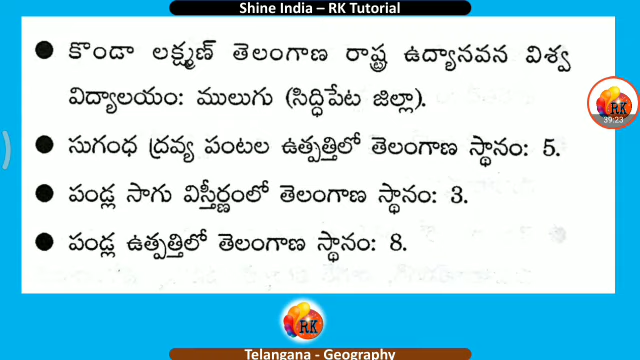 Shine India – RK Tutorial
● కొండా లక్ష్మణ్ తెలంగాణ రాష్ట్ర ఉద్యానవన విశ్వ
విద్యాలయం: ములుగు (సిద్ధిపేట జిల్లా).
● సుగంధ ద్రవ్య పంటల ఉత్పత్తిలో తెలంగాణ స్థానం: 5.
● పండ్ల సాగు విస్తీర్ణంలో తెలంగాణ స్థానం: 3.
● పండ్ల ఉత్పత్తిలో తెలంగాణ స్థానం: 8.
RK
39:23
RK
Telangana - Geography